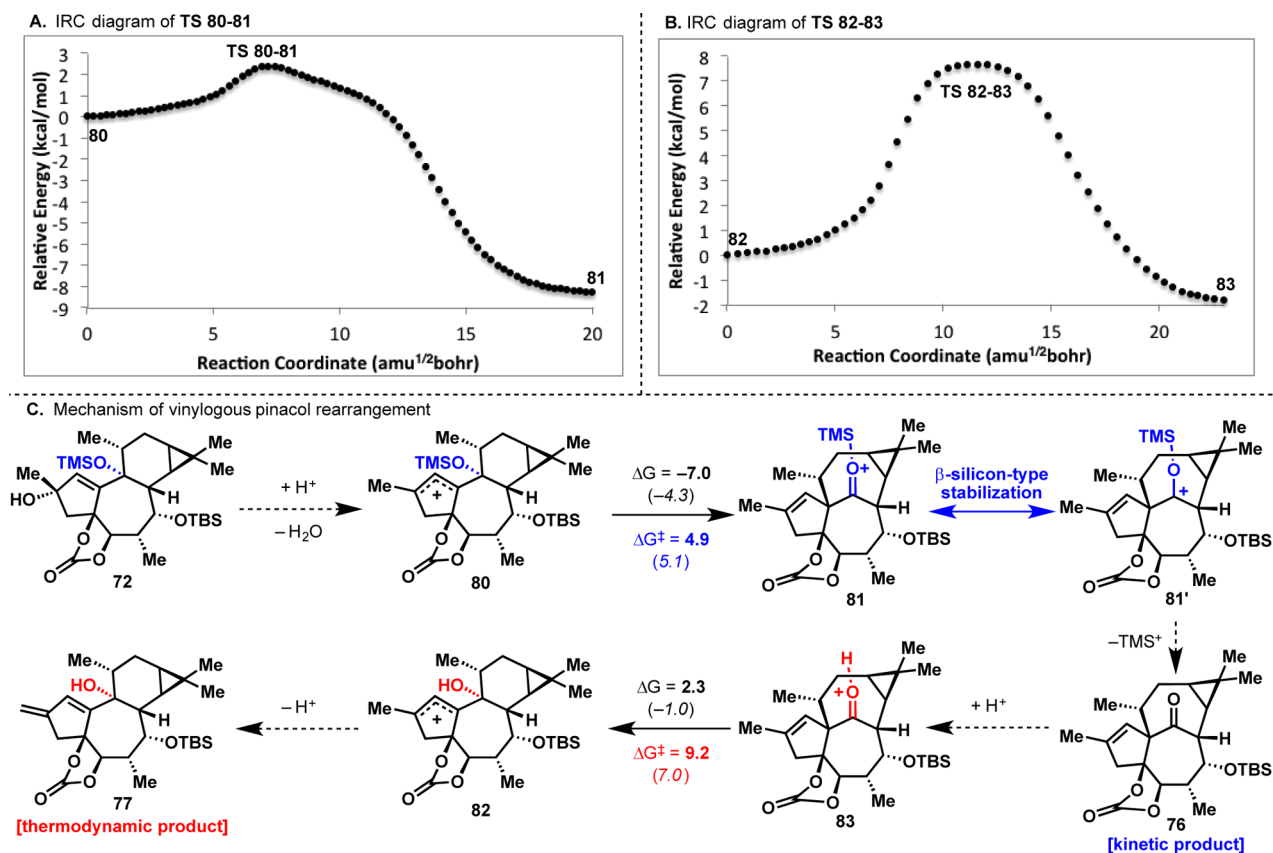 A. IRC diagram of TS 80-81
Relative Energy (kcal/mol)
3
2
1
0
-1
-2
-3
-4
-5
-6
-7
-8
-9
TS 80-81
80
81
0 5 10 15 20
Reaction Coordinate (amu1/2bohr)
B. IRC diagram of TS 82-83
Relative Energy (kcal/mol)
8
7
6
5
4
3
2
1
0
-1
-2
TS 82-83
82
83
0 5 10 15 20
Reaction Coordinate (amu1/2bohr)
C. Mechanism of vinylogous pinacol rearrangement
Me
Me
Me
TMSO
Me
HO
H
OTBS
O
O
O
Me
72
+ H+
– H2O
Me
Me
Me
TMSO
Me
+
H
OTBS
O
O
O
Me
80
ΔG = –7.0
(–4.3)
ΔG‡ = 4.9
(5.1)
TMS
Me
Me
O+
Me
Me
H
OTBS
O
O
O
Me
81
β-silicon-type
stabilization
TMS
Me
Me
O
+
Me
Me
H
OTBS
O
O
O
Me
81'
–TMS+
Me
Me
Me
HO
H
OTBS
O
O
O
Me
77
[thermodynamic product]
– H+
Me
Me
Me
HO
Me
+
H
OTBS
O
O
O
Me
82
ΔG = 2.3
(–1.0)
ΔG‡ = 9.2
(7.0)
H
Me
Me
+O
Me
Me
H
OTBS
O
O
O
Me
83
+ H+
Me
Me
O
Me
Me
H
OTBS
O
O
O
Me
76
[kinetic product]